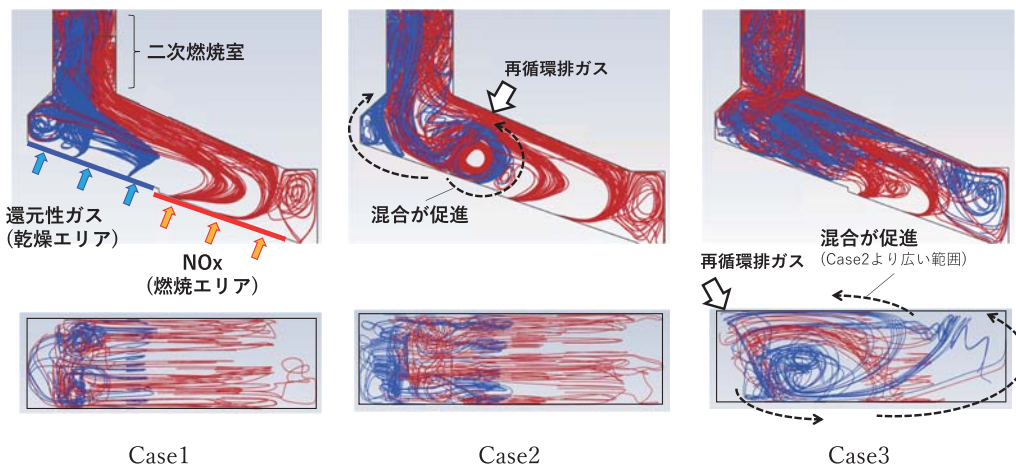 二次燃焼室
還元性ガス
(乾燥エリア)
NOx
(燃焼エリア)
再循環排ガス
混合が促進
混合が促進
(Case2より広い範囲)
再循環排ガス
Case1
Case2
Case3